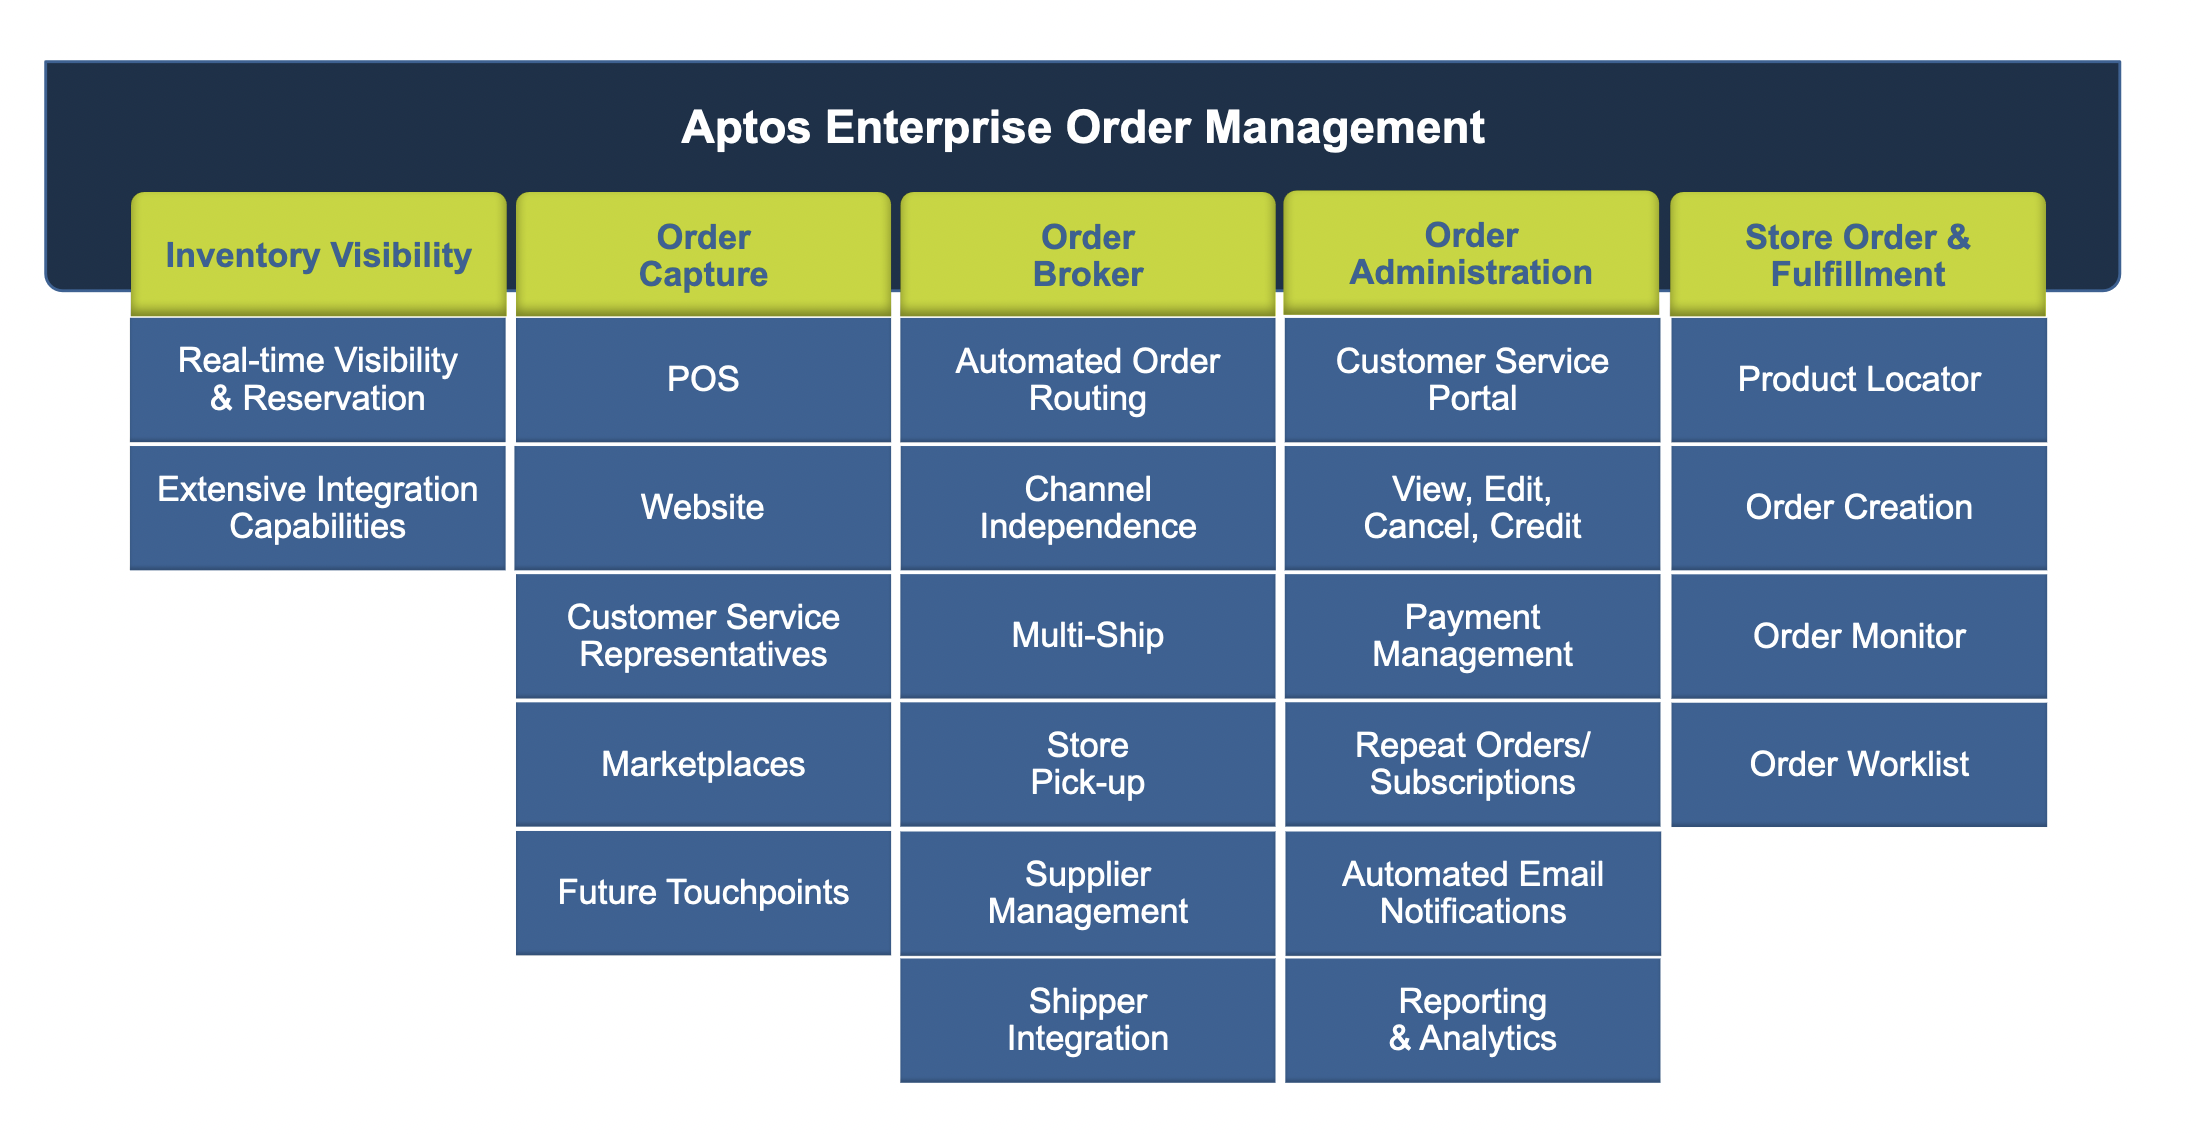 Aptos Enterprise Order Management
Inventory Visibility
Real-time Visibility
& Reservation
Extensive Integration
Capabilities
Order
Capture
POS
Website
Customer Service
Representatives
Marketplaces
Future Touchpoints
Order
Broker
Automated Order
Routing
Channel
Independence
Multi-Ship
Store
Pick-up
Supplier
Management
Shipper
Integration
Order
Administration
Customer Service
Portal
View, Edit,
Cancel, Credit
Payment
Management
Repeat Orders/
Subscriptions
Automated Email
Notifications
Reporting
& Analytics
Store Order &
Fulfillment
Product Locator
Order Creation
Order Monitor
Order Worklist